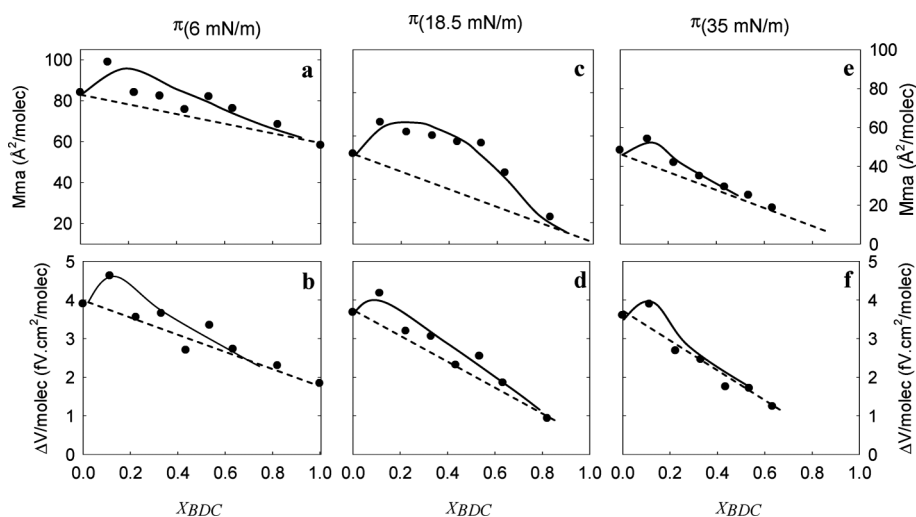 π(6 mN/m)
π(18.5 mN/m)
π(35 mN/m)
Mma (Å²/molec)
100
80
60
40
20
a
c
e
100
80
60
40
20
0
Mma (Å²/molec)
ΔV/molec (fV.cm²/molec)
5
4
3
2
1
0
b
d
f
5
4
3
2
1
0
ΔV/molec (fV.cm²/molec)
0.0 0.2 0.4 0.6 0.8 1.0
0.0 0.2 0.4 0.6 0.8 1.0
0.0 0.2 0.4 0.6 0.8 1.0
XBDC
XBDC
XBDC